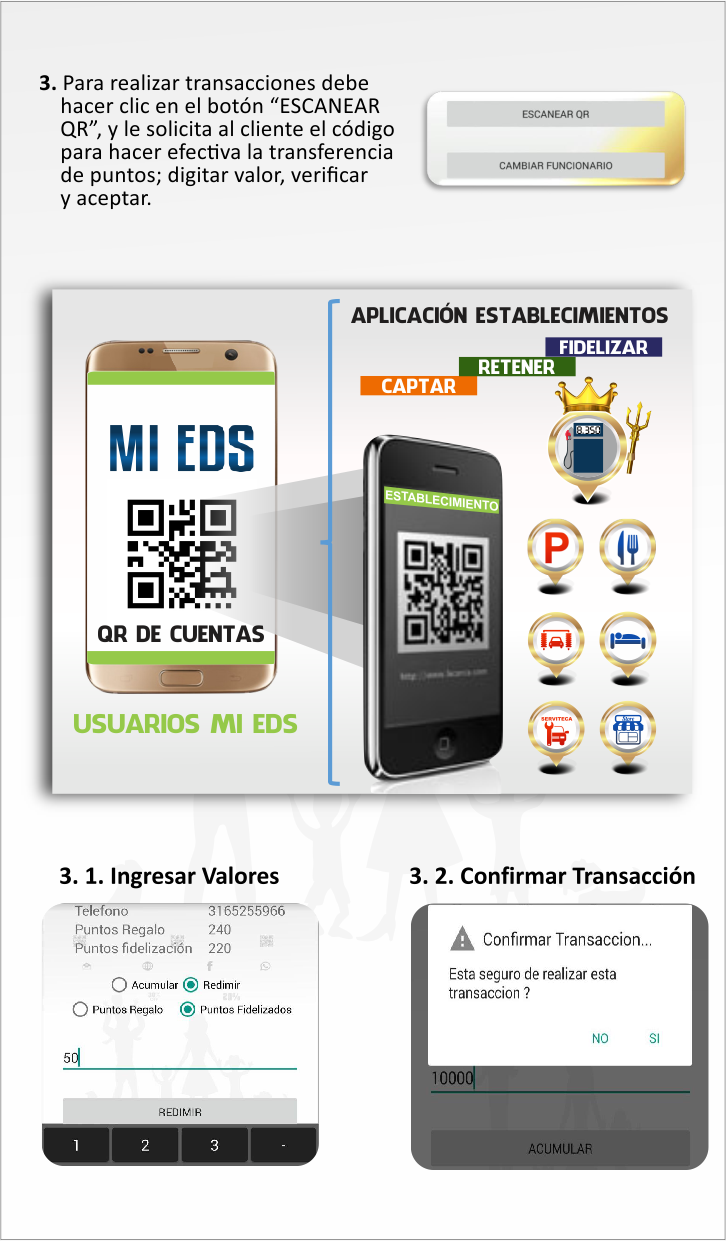 3. Para realizar transacciones debe
hacer clic en el botón “ESCANEAR
QR”, y le solicita al cliente el código
para hacer efectiva la transferencia
de puntos; digitar valor, verificar
y aceptar.
ESCANEAR QR
CAMBIAR FUNCIONARIO
APLICACIÓN ESTABLECIMIENTOS
FIDELIZAR
RETENER
CAPTAR
8.350
MI EDS
QR DE CUENTAS
USUARIOS MI EDS
ESTABLECIMIENTO
P
SERVITECA
3. 1. Ingresar Valores
Telefono 3165255966
Puntos Regalo 240
Puntos fidelización 220
Acumular Redimir
Puntos Regalo Puntos Fidelizados
50
REDIMIR
1 2 3 -
3. 2. Confirmar Transacción
Confirmar Transaccion...
Esta seguro de realizar esta
transaccion ?
NO SI
10000
ACUMULAR